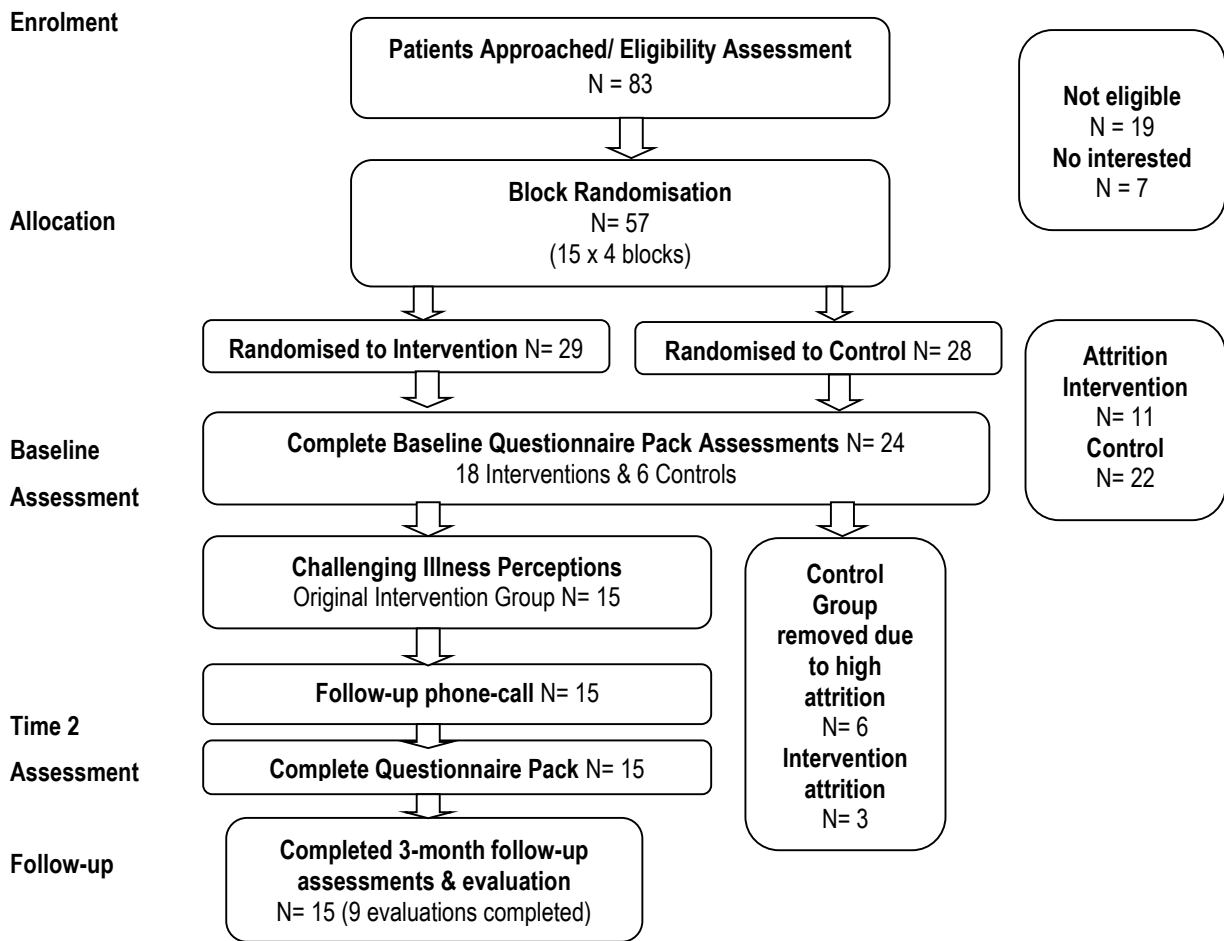 Enrolment
Patients Approached/ Eligibility Assessment
N = 83
Not eligible
N = 19
No interested
N = 7
Allocation
Block Randomisation
N= 57
(15 x 4 blocks)
Randomised to Intervention N= 29
Randomised to Control N= 28
Attrition
Intervention
N= 11
Control
N= 22
Baseline
Assessment
Complete Baseline Questionnaire Pack Assessments N= 24
18 Interventions & 6 Controls
Challenging Illness Perceptions
Original Intervention Group N= 15
Control
Group
removed due
to high
attrition
N= 6
Intervention
attrition
N= 3
Follow-up phone-call N= 15
Time 2
Assessment
Complete Questionnaire Pack N= 15
Follow-up
Completed 3-month follow-up
assessments & evaluation
N= 15 (9 evaluations completed)